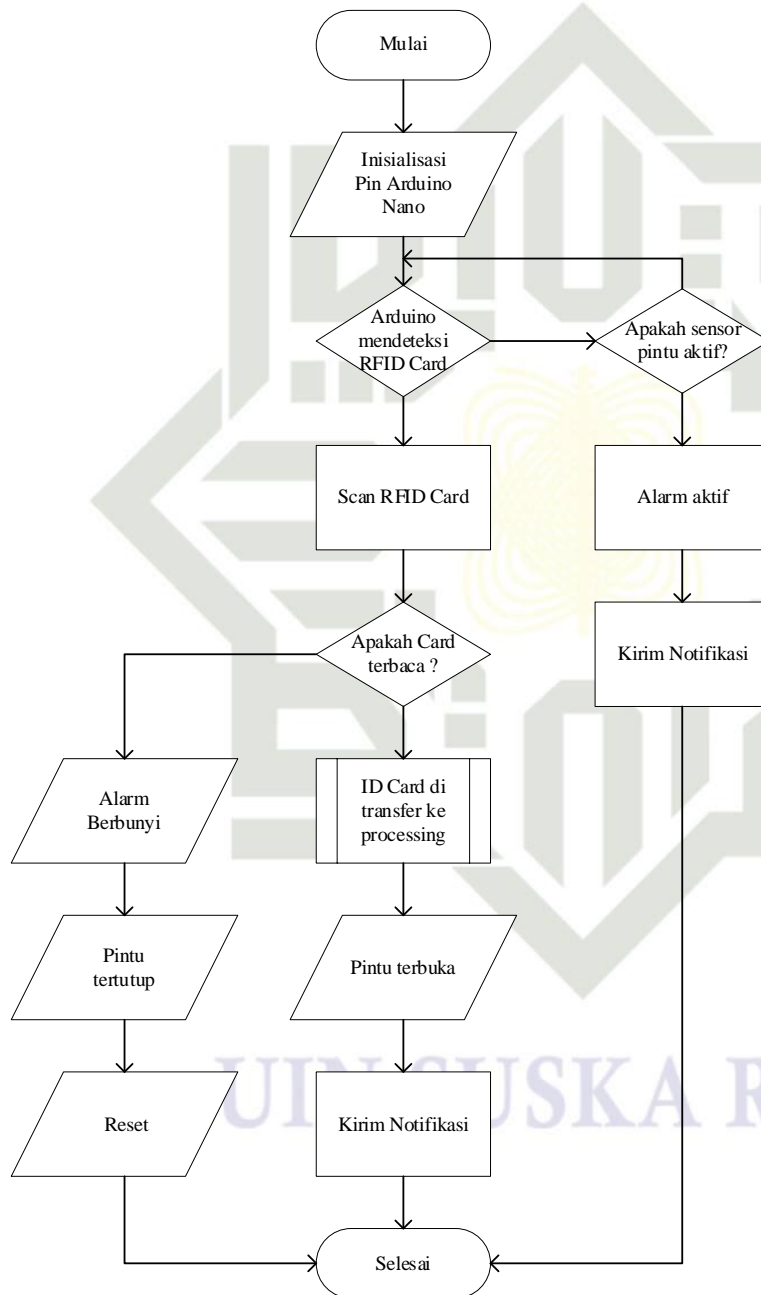 Mulai
Inisialisasi
Pin Arduino
Nano
Arduino
mendeteksi
RFID Card
Apakah sensor
pintu aktif?
Scan RFID Card
Alarm aktif
Apakah Card
terbaca ?
Kirim Notifikasi
Alarm
Berbunyi
ID Card di
transfer ke
processing
Pintu
tertutup
Pintu terbuka
Reset
Kirim Notifikasi
UIN SUSKA R
Selesai